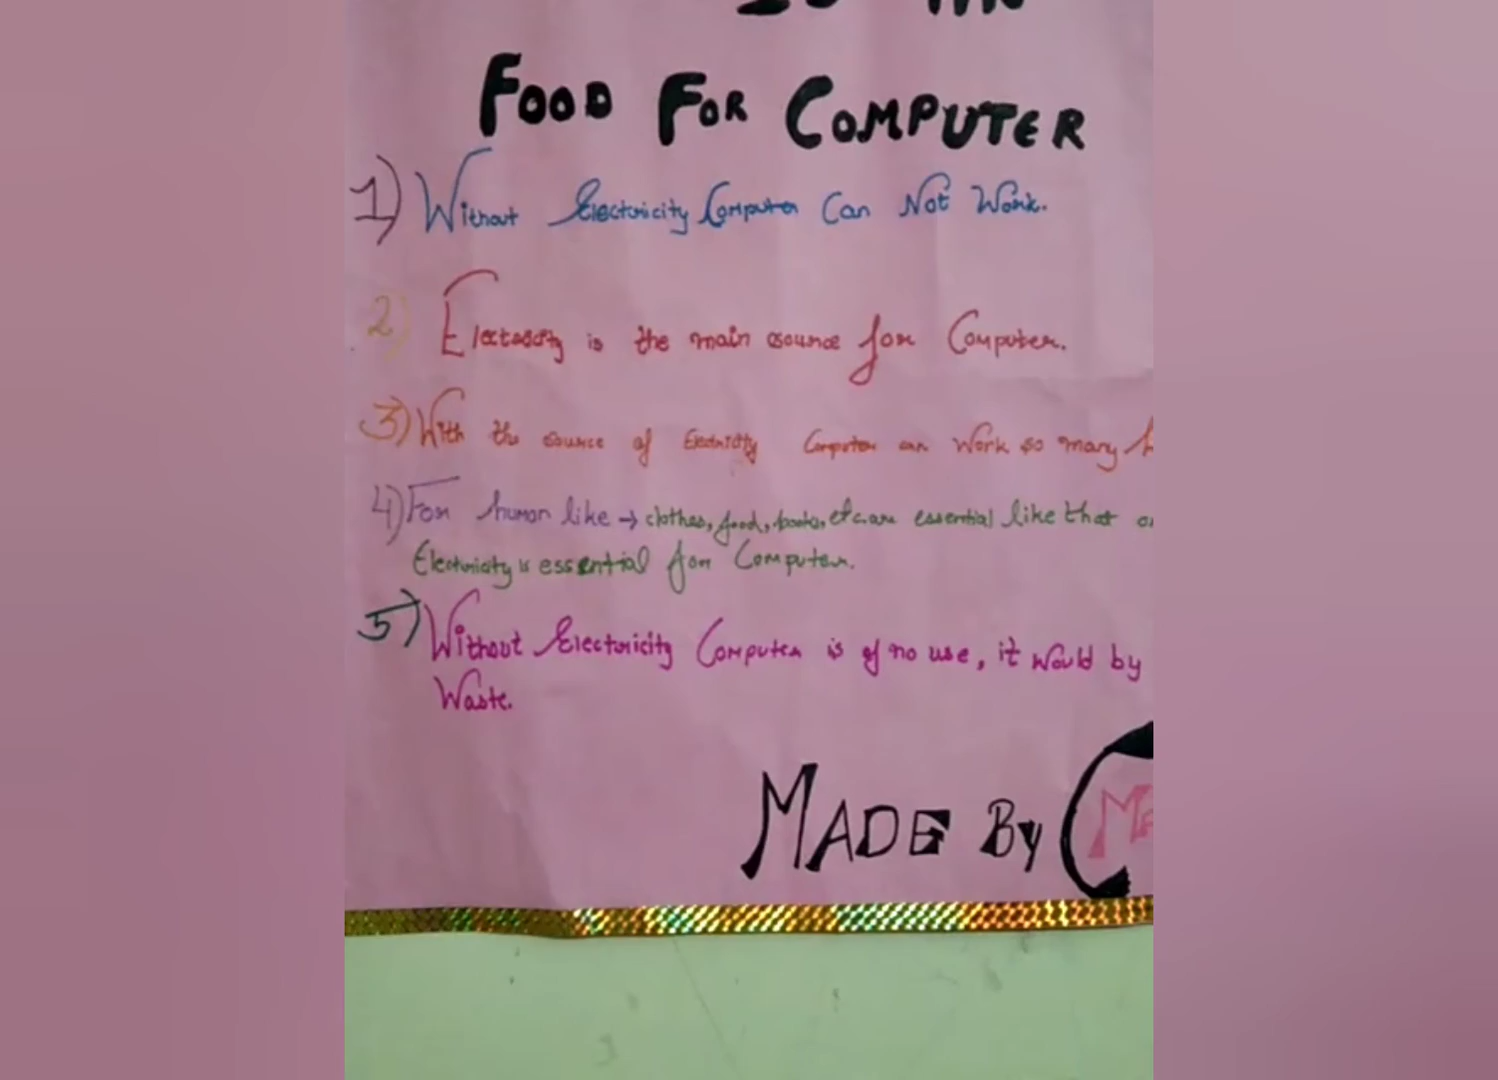 FOOD FOR COMPUTER
1) Without Electricity Computer Can Not Work.
2) Electricity is the main source for Computer.
3) With the source of Electricity Computer can Work so many
4) For human like → clothes, food, books, etc. are essential like that
Electricity is essential for Computer.
5) Without Electricity Computer is of no use, it would by
Waste.
MADE By